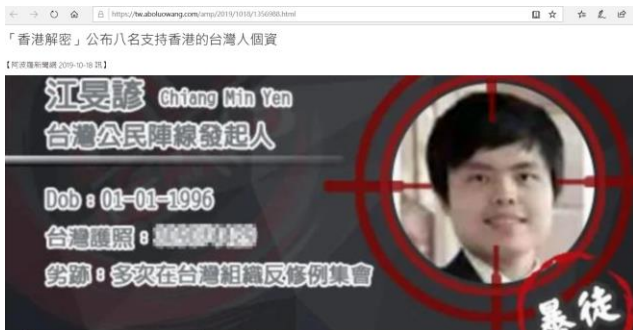 https://tw.aboluowang.com/amp/2019/1018/1356988.html
「香港解密」公布八名支持香港的台灣人個資
【阿波羅新聞網 2019-10-18 訊】
江旻諺 Chiang Min Yen
台灣公民陣線發起人
Dob：01-01-1996
台灣護照：
劣跡：多次在台灣組織反修例集會
暴徒